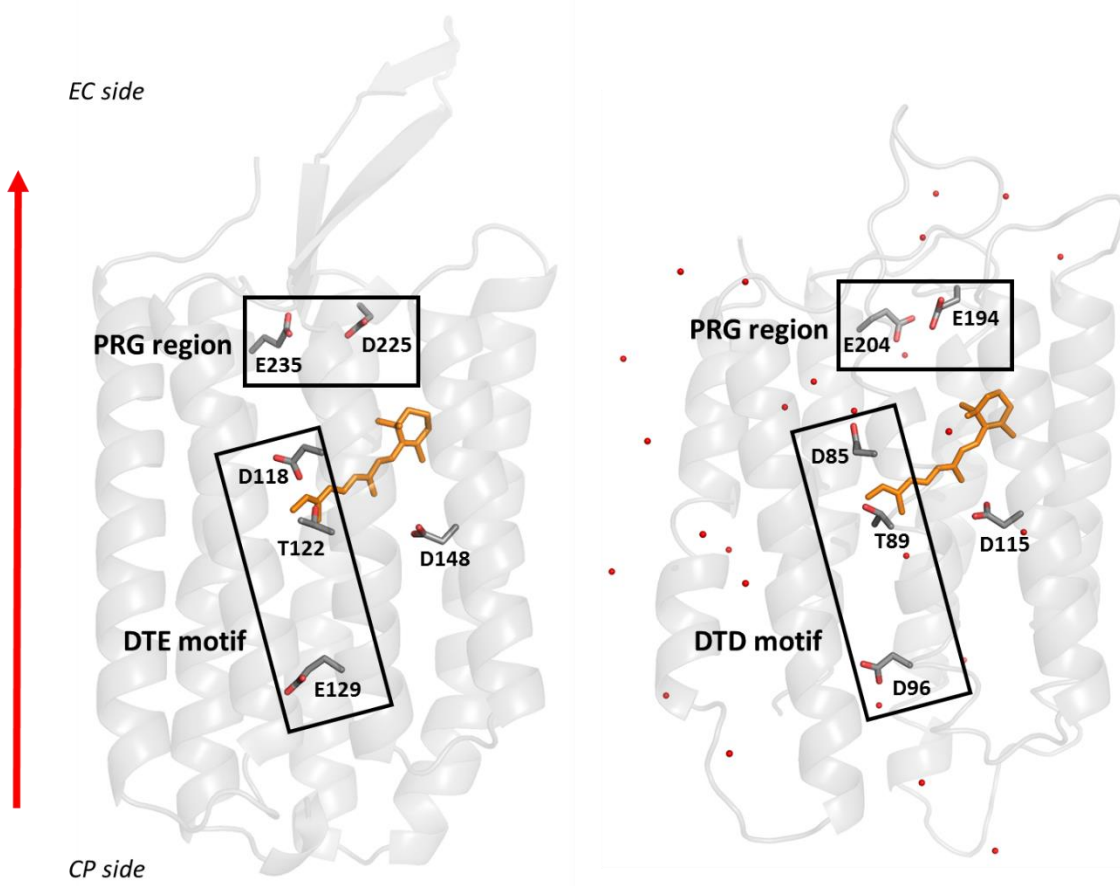 EC side
PRG region
E235
D225
D118
T122
D148
DTE motif
E129
CP side
PRG region
E204
E194
D85
T89
D115
DTD motif
D96